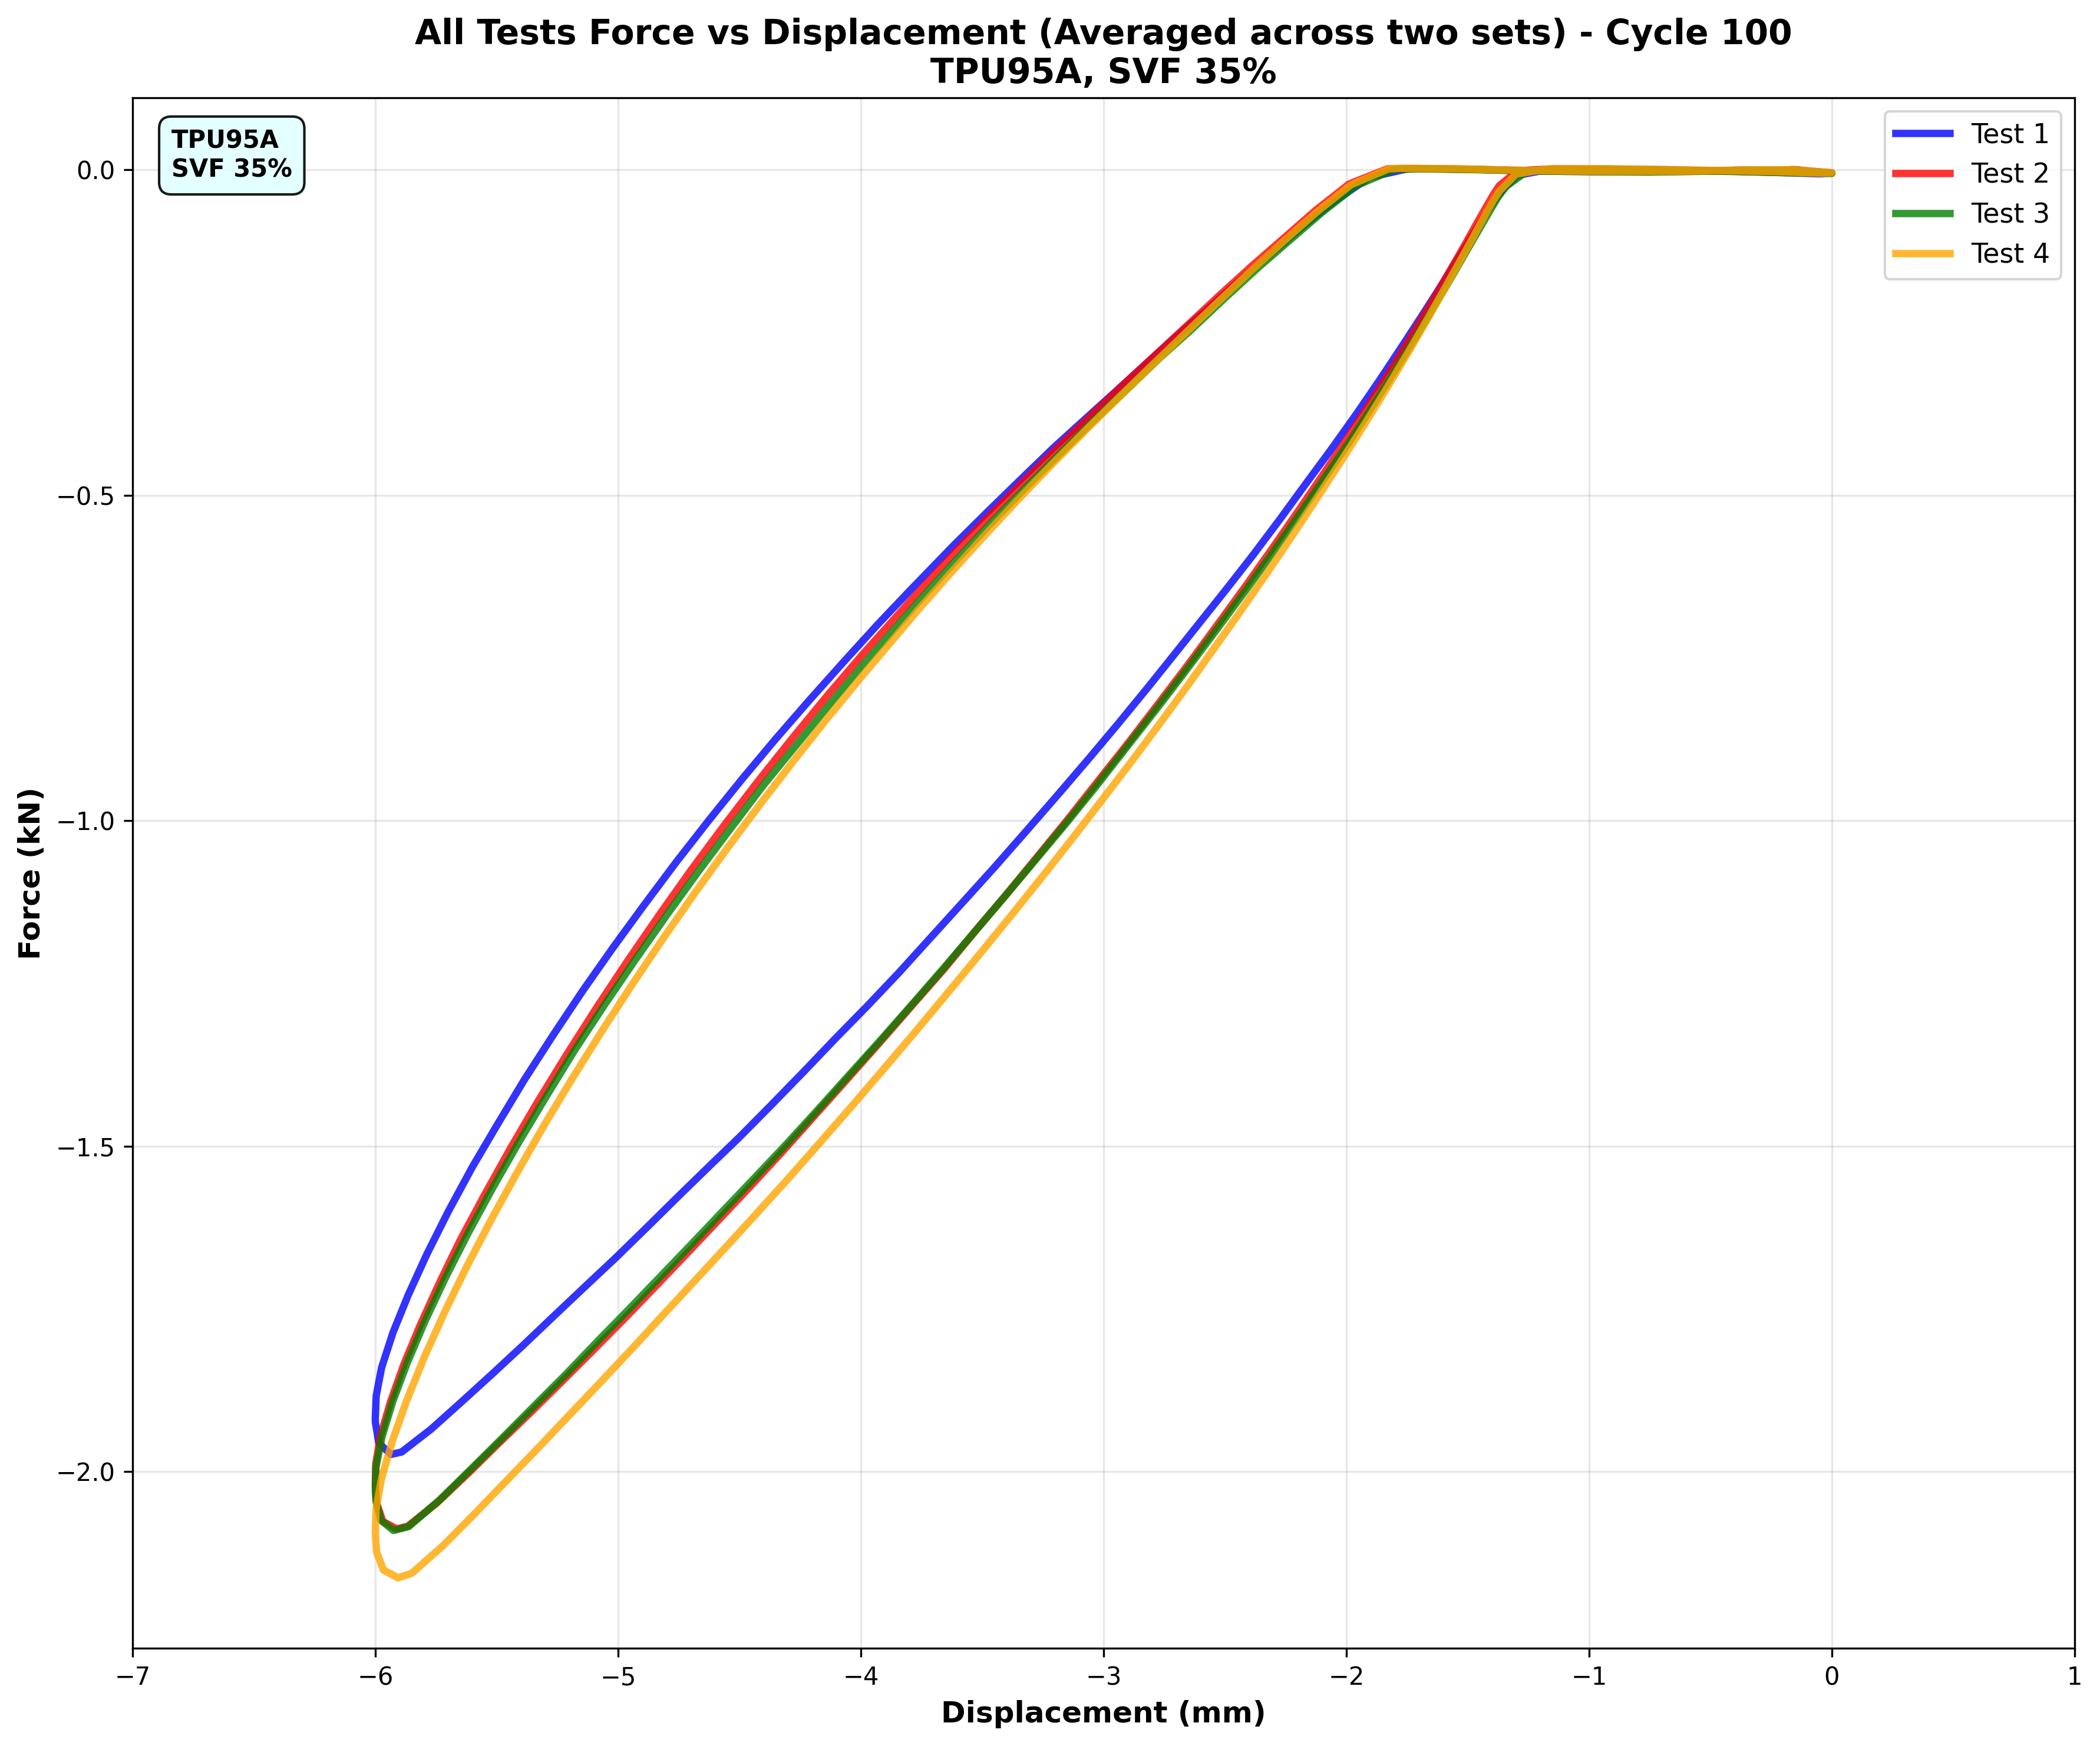 All Tests Force vs Displacement (Averaged across two sets) - Cycle 100
TPU95A, SVF 35%
TPU95A
SVF 35%
Test 1
Test 2
Test 3
Test 4
0.0
−0.5
−1.0
−1.5
−2.0
Force (kN)
−7
−6
−5
−4
−3
−2
−1
0
1
Displacement (mm)